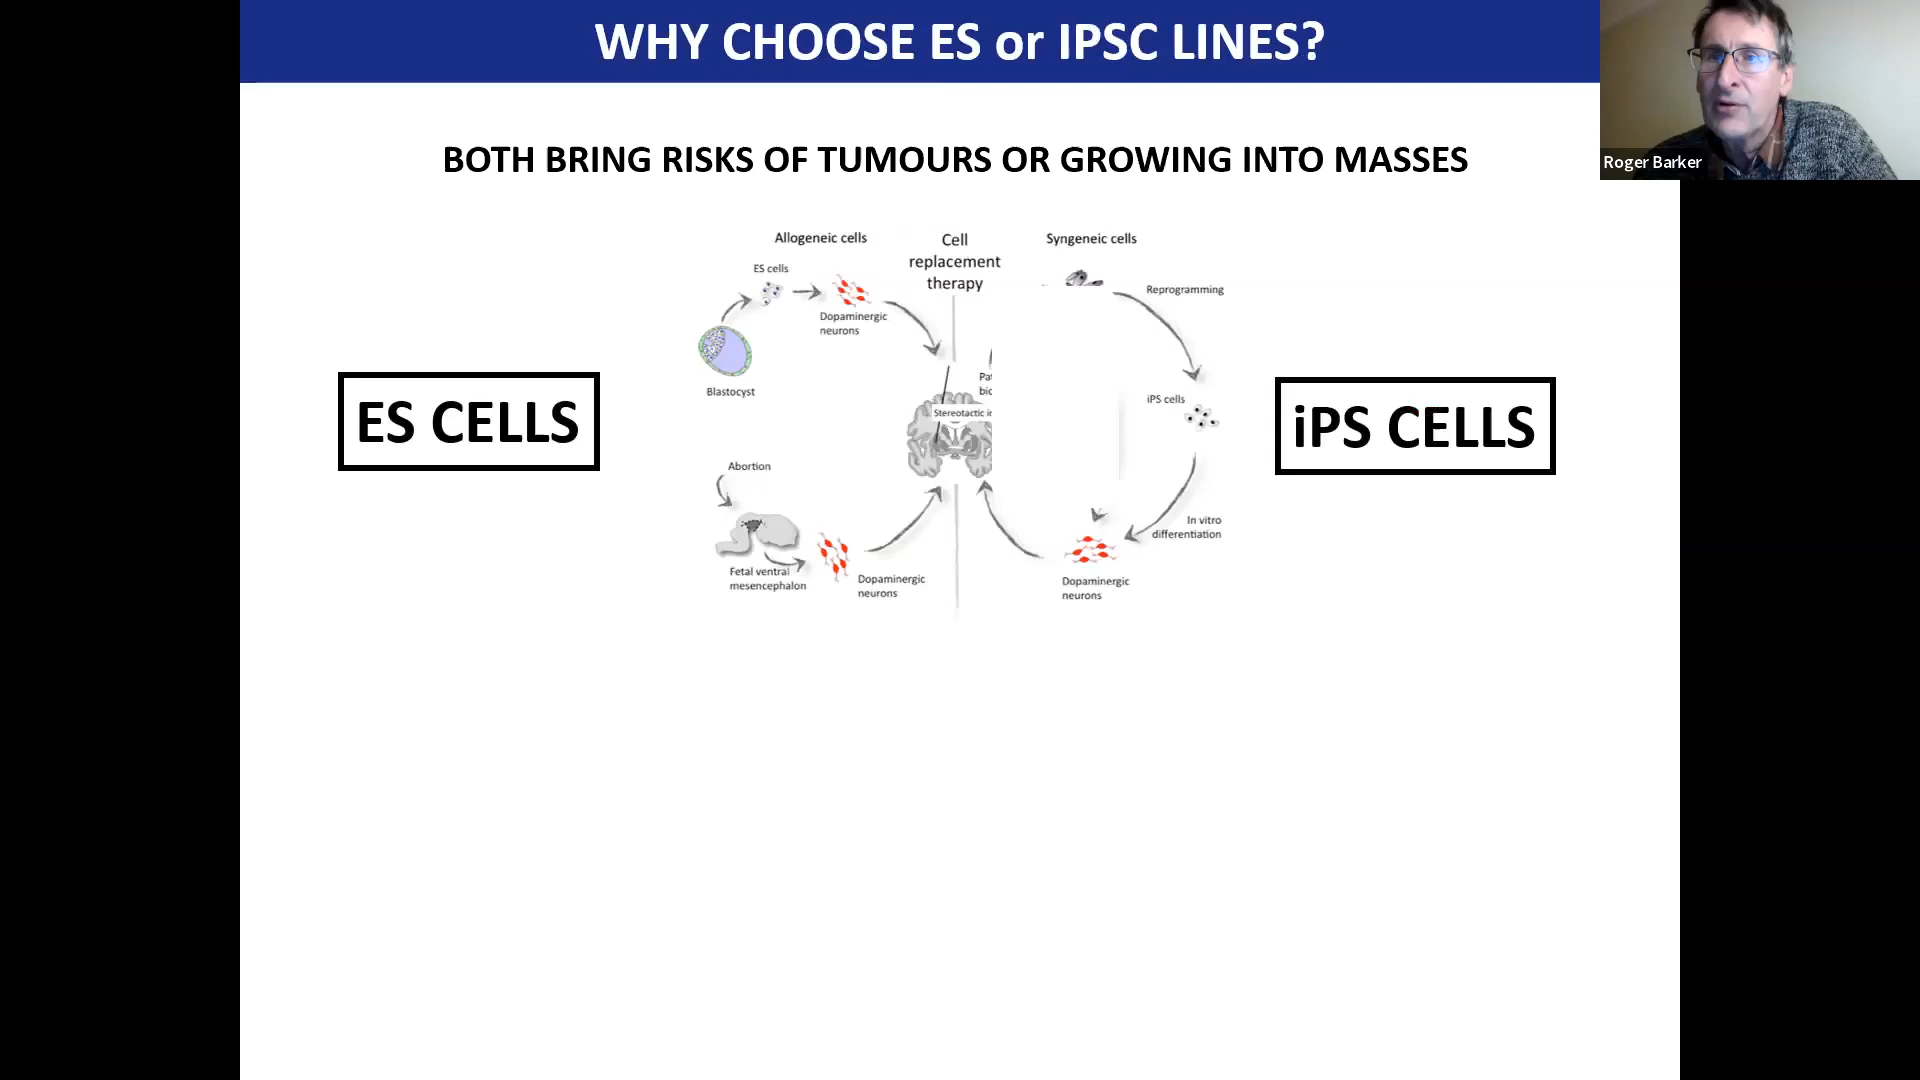 WHY CHOOSE ES or IPSC LINES?
Roger Barker
BOTH BRING RISKS OF TUMOURS OR GROWING INTO MASSES
Allogeneic cells
Cell
replacement
therapy
Syngeneic cells
ES cells
Reprogramming
Dopaminergic
neurons
Blastocyst
Stereotactic
iPS cells
ES CELLS
iPS CELLS
Abortion
Fetal ventral
mesencephalon
Dopaminergic
neurons
In vitro
differentiation
Dopaminergic
neurons